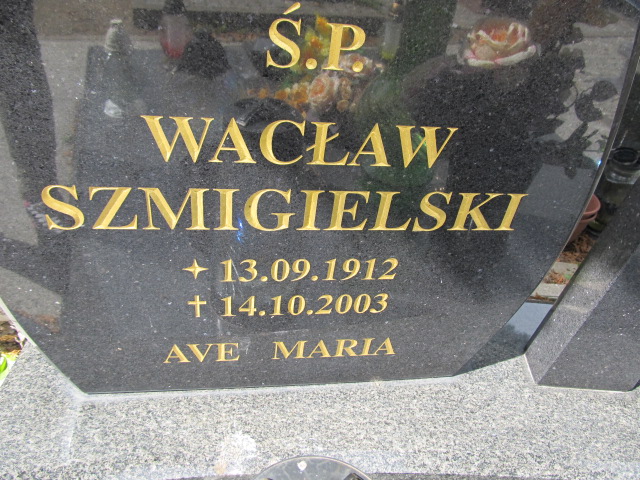 Ś.P.
WACŁAW
SZMIGIELSKI
✦ 13.09.1912
† 14.10.2003
AVE MARIA